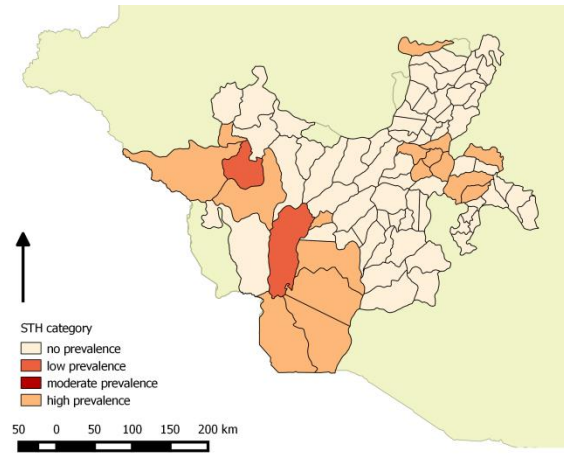 STH category
no prevalence
low prevalence
moderate prevalence
high prevalence
50 0 50 100 150 200 km